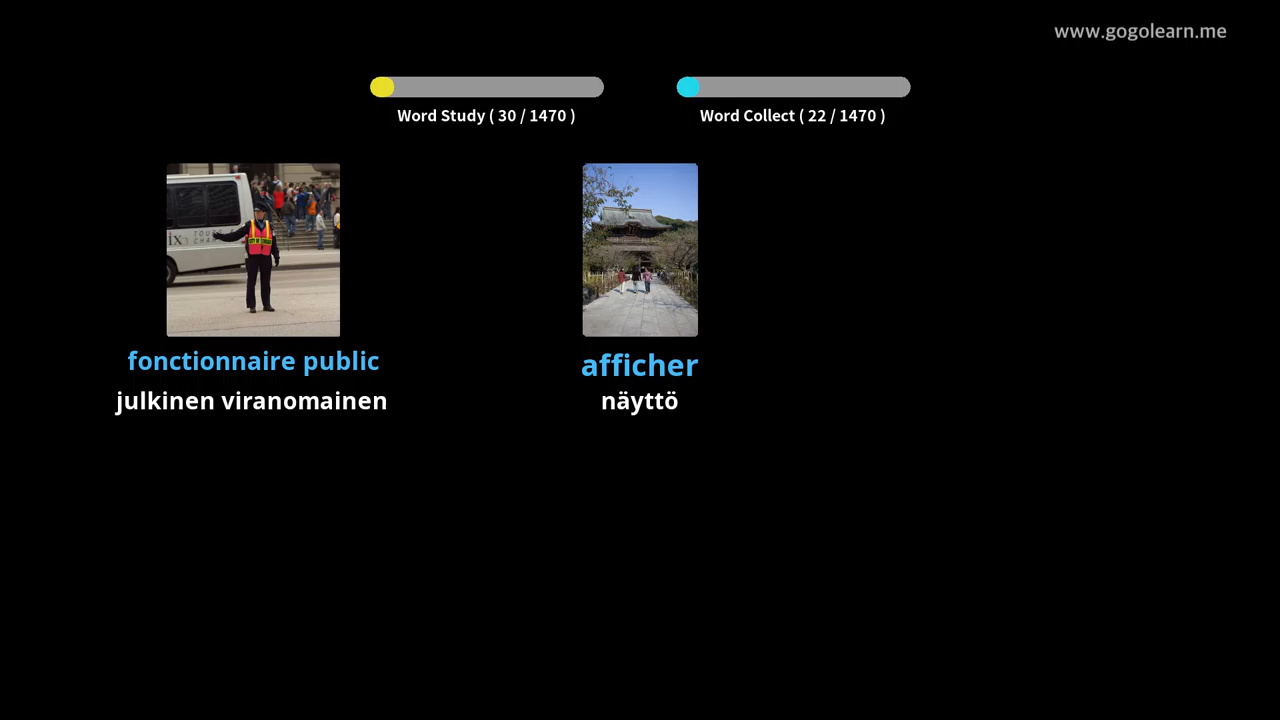 www.gogolearn.me
Word Study ( 30 / 1470 )
Word Collect ( 22 / 1470 )
fonctionnaire public
julkinen viranomainen
afficher
näyttö